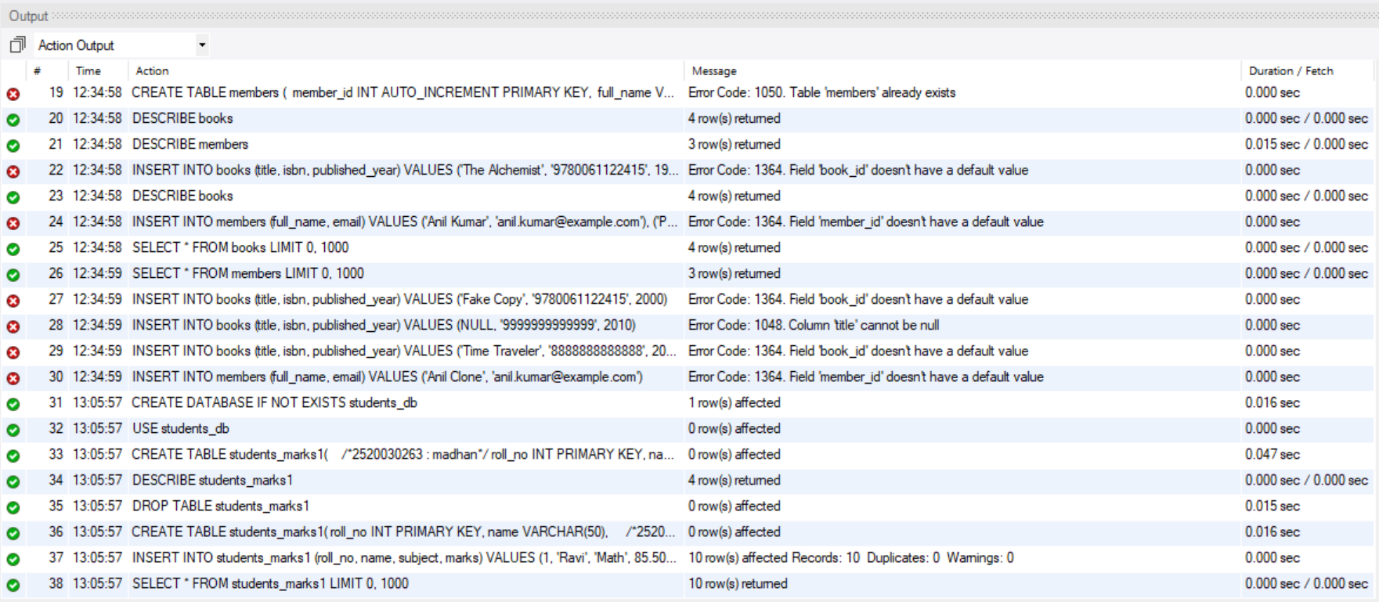 Output
Action Output
# Time Action Message Duration / Fetch
19 12:34:58 CREATE TABLE members ( member_id INT AUTO_INCREMENT PRIMARY KEY, full_name V... Error Code: 1050. Table 'members' already exists 0.000 sec
20 12:34:58 DESCRIBE books 4 row(s) returned 0.000 sec / 0.000 sec
21 12:34:58 DESCRIBE members 3 row(s) returned 0.015 sec / 0.000 sec
22 12:34:58 INSERT INTO books (title, isbn, published_year) VALUES ('The Alchemist', '9780061122415', 19... Error Code: 1364. Field 'book_id' doesn't have a default value 0.000 sec
23 12:34:58 DESCRIBE books 4 row(s) returned 0.000 sec / 0.000 sec
24 12:34:58 INSERT INTO members (full_name, email) VALUES ('Anil Kumar', 'anil.kumar@example.com'), ('P... Error Code: 1364. Field 'member_id' doesn't have a default value 0.000 sec
25 12:34:58 SELECT * FROM books LIMIT 0, 1000 4 row(s) returned 0.000 sec / 0.000 sec
26 12:34:59 SELECT * FROM members LIMIT 0, 1000 3 row(s) returned 0.000 sec / 0.000 sec
27 12:34:59 INSERT INTO books (title, isbn, published_year) VALUES ('Fake Copy', '9780061122415', 2000) Error Code: 1364. Field 'book_id' doesn't have a default value 0.000 sec
28 12:34:59 INSERT INTO books (title, isbn, published_year) VALUES (NULL, '9999999999999', 2010) Error Code: 1048. Column 'title' cannot be null 0.000 sec
29 12:34:59 INSERT INTO books (title, isbn, published_year) VALUES ('Time Traveler', '8888888888888', 20... Error Code: 1364. Field 'book_id' doesn't have a default value 0.000 sec
30 12:34:59 INSERT INTO members (full_name, email) VALUES ('Anil Clone', 'anil.kumar@example.com') Error Code: 1364. Field 'member_id' doesn't have a default value 0.000 sec
31 13:05:57 CREATE DATABASE IF NOT EXISTS students_db 1 row(s) affected 0.016 sec
32 13:05:57 USE students_db 0 row(s) affected 0.000 sec
33 13:05:57 CREATE TABLE students_marks1( /*2520030263 : madhan*/ roll_no INT PRIMARY KEY, na... 0 row(s) affected 0.047 sec
34 13:05:57 DESCRIBE students_marks1 4 row(s) returned 0.000 sec / 0.000 sec
35 13:05:57 DROP TABLE students_marks1 0 row(s) affected 0.015 sec
36 13:05:57 CREATE TABLE students_marks1( roll_no INT PRIMARY KEY, name VARCHAR(50), /*2520... 0 row(s) affected 0.016 sec
37 13:05:57 INSERT INTO students_marks1 (roll_no, name, subject, marks) VALUES (1, 'Ravi', 'Math', 85.50... 10 row(s) affected Records: 10 Duplicates: 0 Warnings: 0 0.000 sec
38 13:05:57 SELECT * FROM students_marks1 LIMIT 0, 1000 10 row(s) returned 0.000 sec / 0.000 sec